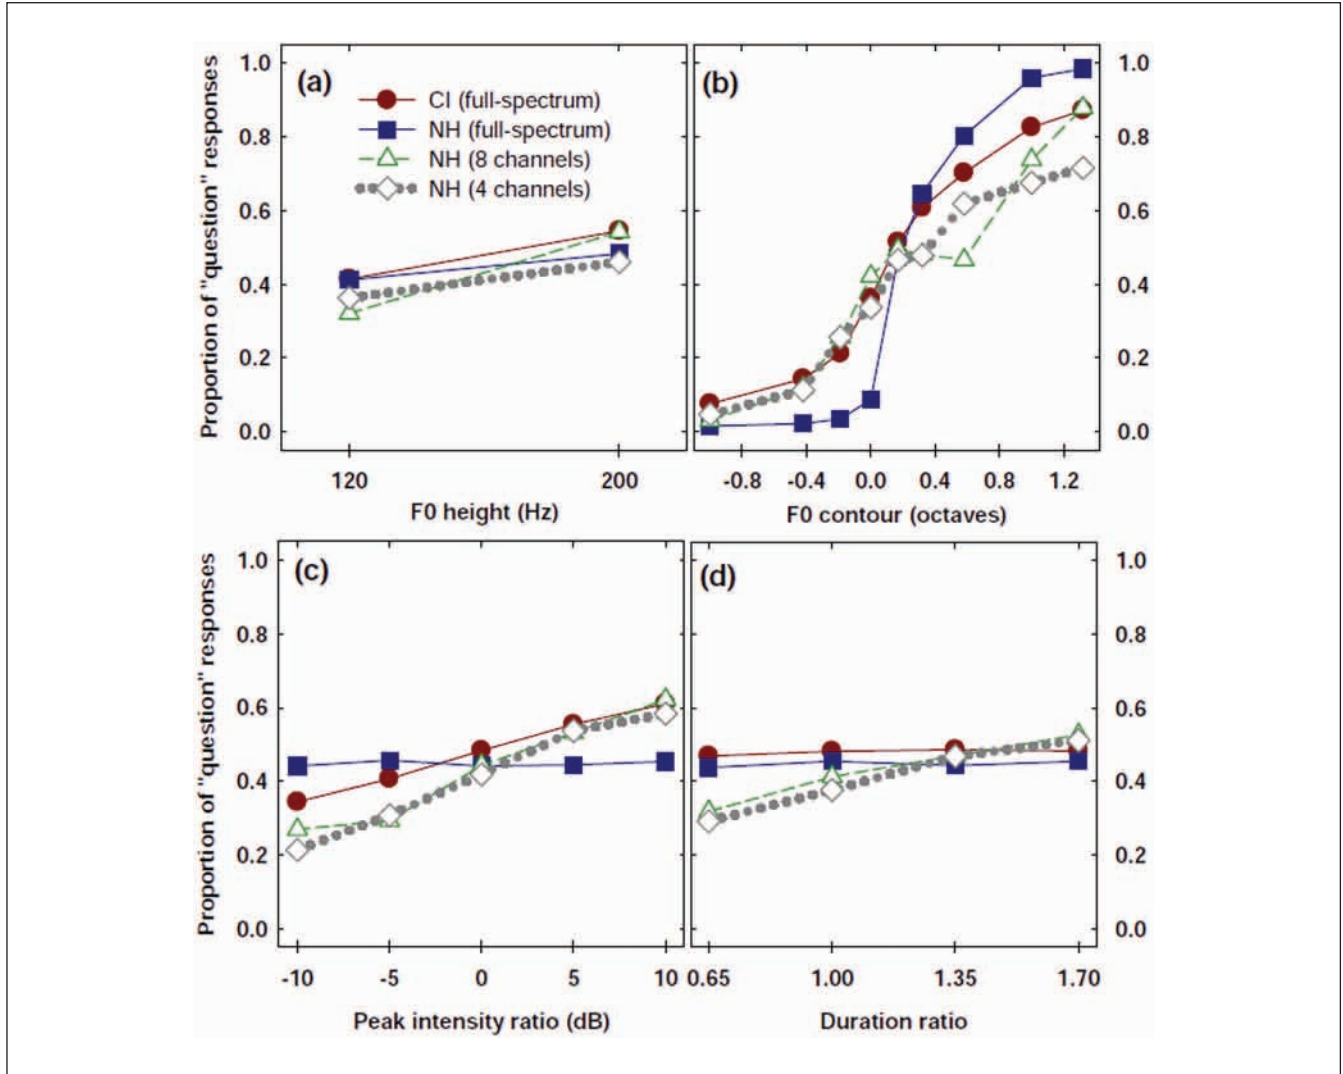 (a)
CI (full-spectrum)
NH (full-spectrum)
NH (8 channels)
NH (4 channels)
Proportion of "question" responses
1.0
0.8
0.6
0.4
0.2
0.0
120 200
F0 height (Hz)
(b)
1.0
0.8
0.6
0.4
0.2
0.0
-0.8 -0.4 0.0 0.4 0.8 1.2
F0 contour (octaves)
(c)
Proportion of "question" responses
1.0
0.8
0.6
0.4
0.2
0.0
-10 -5 0 5 10
Peak intensity ratio (dB)
(d)
1.0
0.8
0.6
0.4
0.2
0.0
0.65 1.00 1.35 1.70
Duration ratio